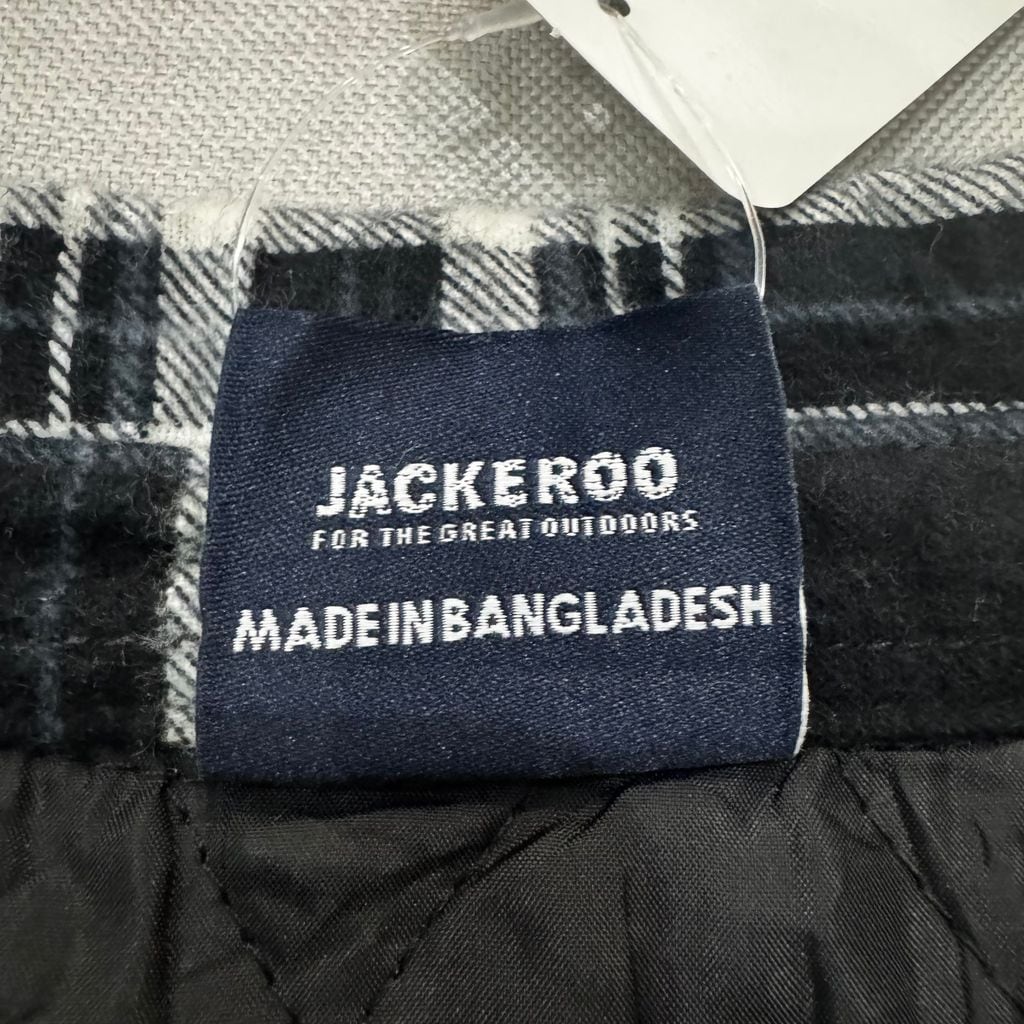 JACKEROO
FOR THE GREAT OUTDOORS
MADE IN BANGLADESH